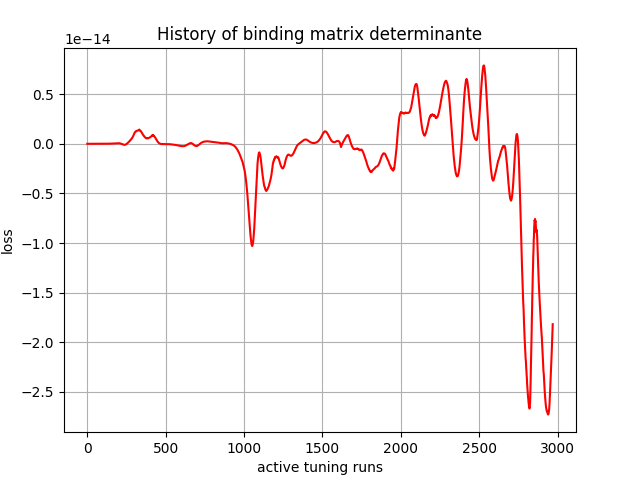 History of binding matrix determinante
1e−14
0.5
0.0
−0.5
−1.0
−1.5
−2.0
−2.5
loss
0 500 1000 1500 2000 2500 3000
active tuning runs